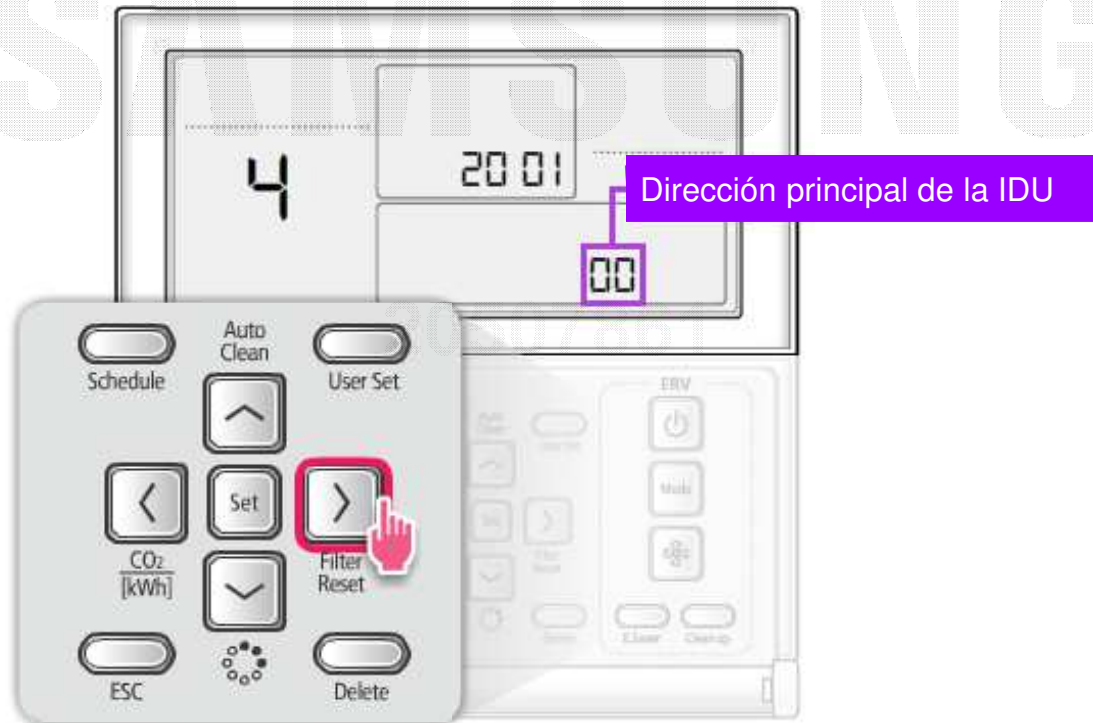 SAMSUNG
4
20 01
Dirección principal de la IDU
00
Schedule
Auto
Clean
User Set
Set
CO₂
[kWh]
Filter
Reset
ESC
Delete
ERV
Mode